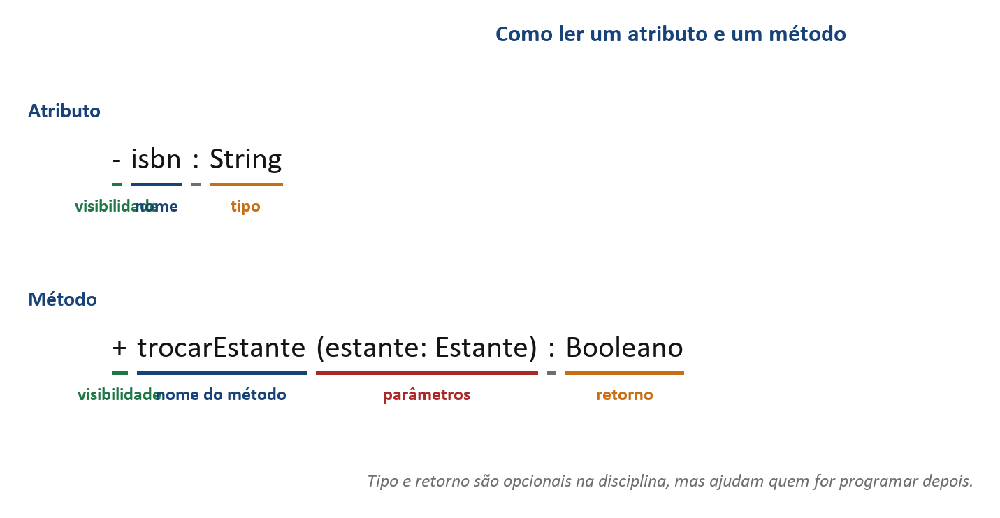 Como ler um atributo e um método
Atributo
- isbn : String
visibilidade nome tipo
Método
+ trocarEstante (estante: Estante) : Booleano
visibilidade nome do método parâmetros retorno
Tipo e retorno são opcionais na disciplina, mas ajudam quem for programar depois.